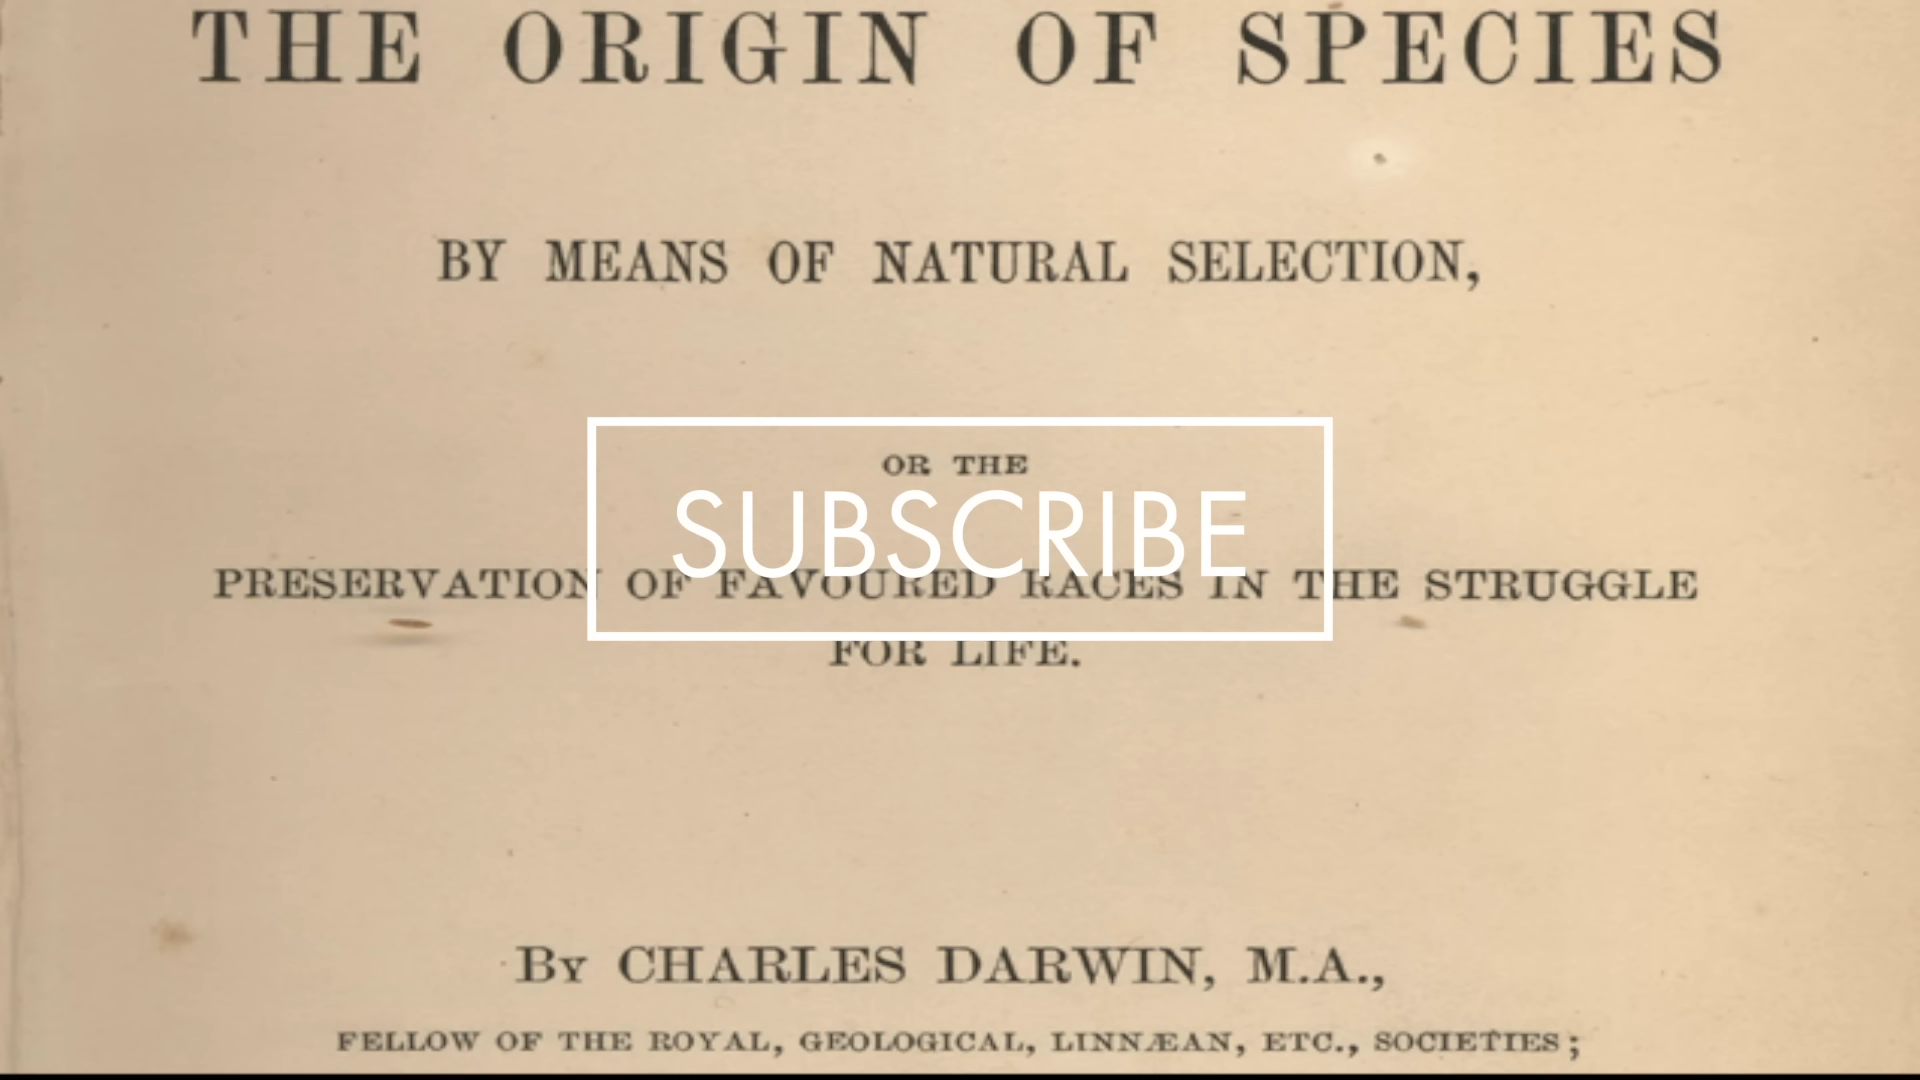 THE ORIGIN OF SPECIES
BY MEANS OF NATURAL SELECTION,
OR THE
SUBSCRIBE
PRESERVATION OF FAVOURED RACES IN THE STRUGGLE
FOR LIFE.
By CHARLES DARWIN, M.A.,
FELLOW OF THE ROYAL, GEOLOGICAL, LINNÆAN, ETC., SOCIETIES;